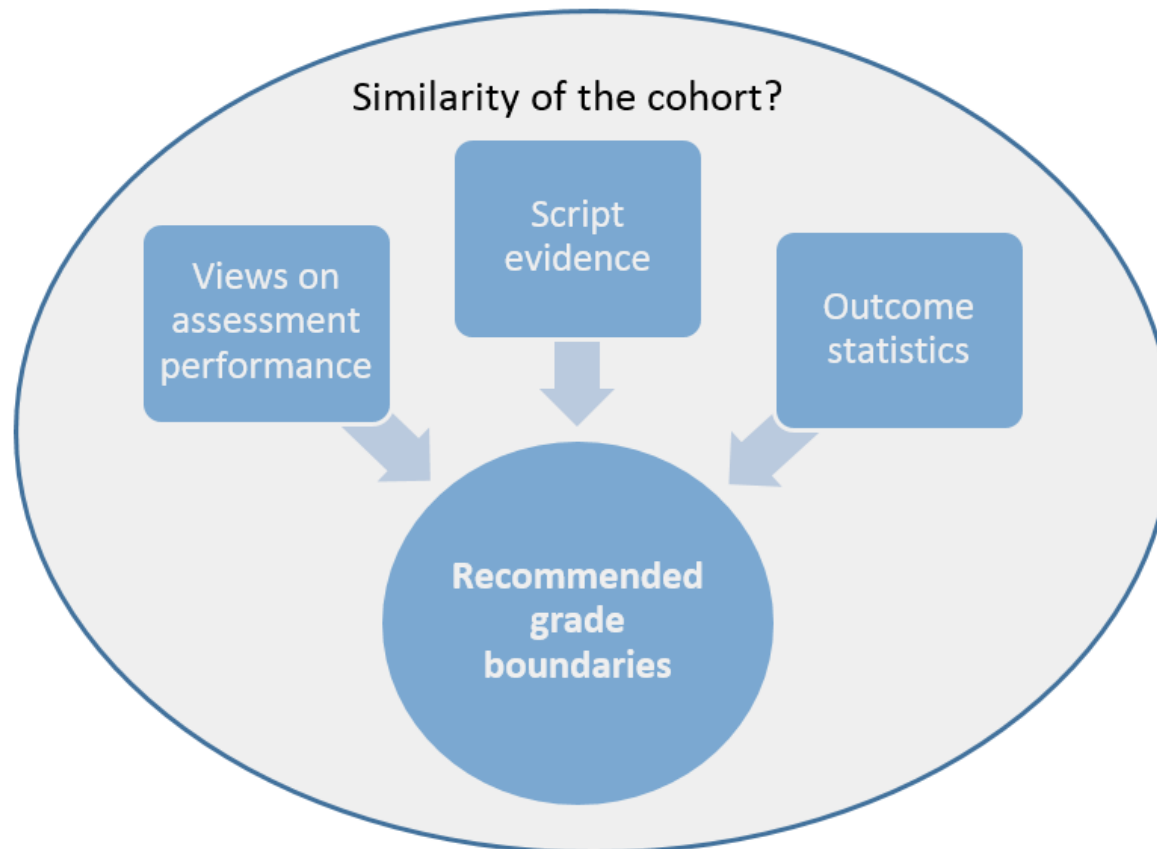 Similarity of the cohort?
Views on
assessment
performance
Script
evidence
Outcome
statistics
Recommended
grade
boundaries